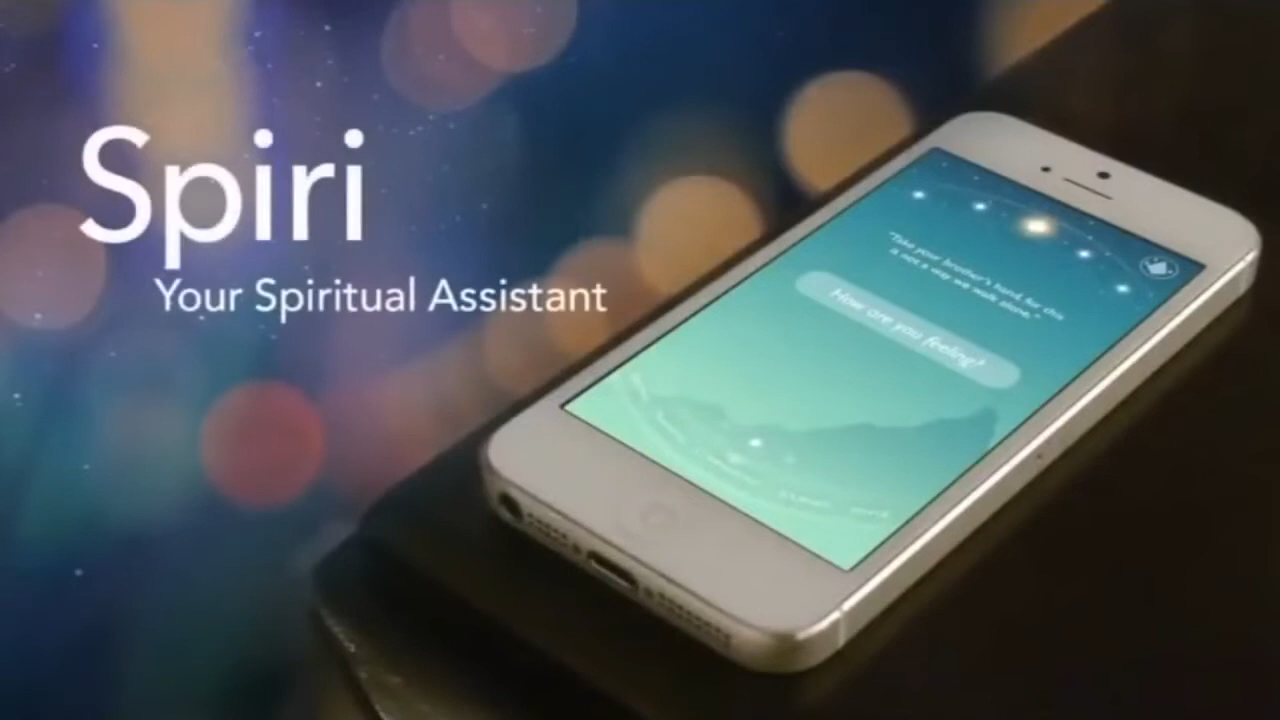 Spiri
Your Spiritual Assistant
"Take your brother's hand, for this
is not a way we walk alone."
How are you feeling?